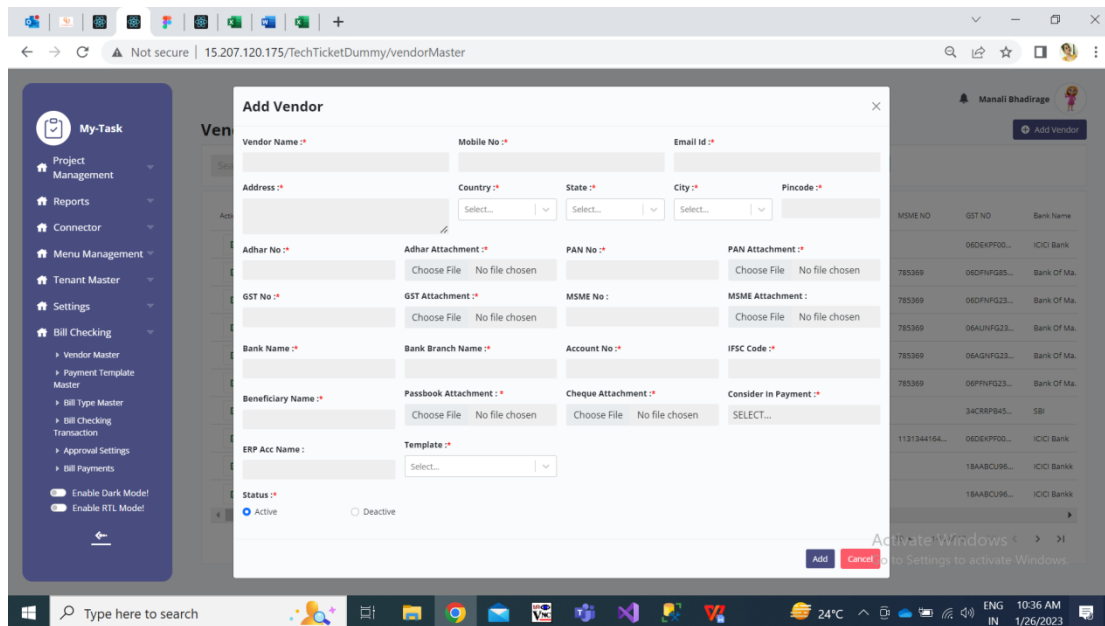 Not secure | 15.207.120.175/TechTicketDummy/vendorMaster
My-Task
Manali Bhadirage
Add Vendor
Add Vendor
Vendor Name :* Mobile No :* Email Id :*
Project Management
Reports
Connector
Menu Management
Tenant Master
Settings
Bill Checking
Vendor Master
Payment Template Master
Bill Type Master
Bill Checking Transaction
Approval Settings
Bill Payments
Enable Dark Mode!
Enable RTL Mode!
Address :* Country :* State :* City :* Pincode :*
Select... Select... Select...
Adhar No :* Adhar Attachment :* PAN No :* PAN Attachment :*
Choose File No file chosen Choose File No file chosen
GST No :* GST Attachment :* MSME No : MSME Attachment :
Choose File No file chosen Choose File No file chosen
Bank Name :* Bank Branch Name :* Account No :* IFSC Code :*
Beneficiary Name :* Passbook Attachment : * Cheque Attachment :* Consider In Payment :*
Choose File No file chosen Choose File No file chosen SELECT...
ERP Acc Name : Template :*
Select...
Status :*
Active Deactive
Add Cancel
MSME NO GST NO Bank Name
06DEKPF00... ICICI Bank
785369 06DFNFG85... Bank Of Ma.
785369 06DFNFG23... Bank Of Ma.
785369 06AUNFG23... Bank Of Ma.
785369 06AGNFG23... Bank Of Ma.
785369 06PFNFG23... Bank Of Ma.
34CRRPB45... SBI
1131344164... 06DEKPF00... ICICI Bank
18AABCU96... ICICI Bankk
18AABCU96... ICICI Bankk
Activate Windows
Go to Settings to activate Windows.
Type here to search
24°C
ENG
IN
10:36 AM
1/26/2023